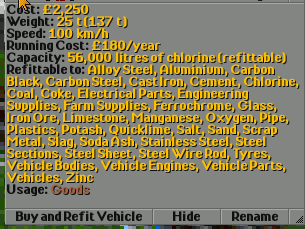 Cost: £2,250
Weight: 25 t (137 t)
Speed: 100 km/h
Running Cost: £180/year
Capacity: 56,000 litres of chlorine (refittable)
Refittable to: Alloy Steel, Aluminium, Carbon
Black, Carbon Steel, Cast Iron, Cement, Chlorine,
Coal, Coke, Electrical Parts, Engineering
Supplies, Farm Supplies, Ferrochrome, Glass,
Iron Ore, Limestone, Manganese, Oxygen, Pipe,
Plastics, Potash, Quicklime, Salt, Sand, Scrap
Metal, Slag, Soda Ash, Stainless Steel, Steel
Sections, Steel Sheet, Steel Wire Rod, Tyres,
Vehicle Bodies, Vehicle Engines, Vehicle Parts,
Vehicles, Zinc
Usage: Goods
Buy and Refit Vehicle Hide Rename